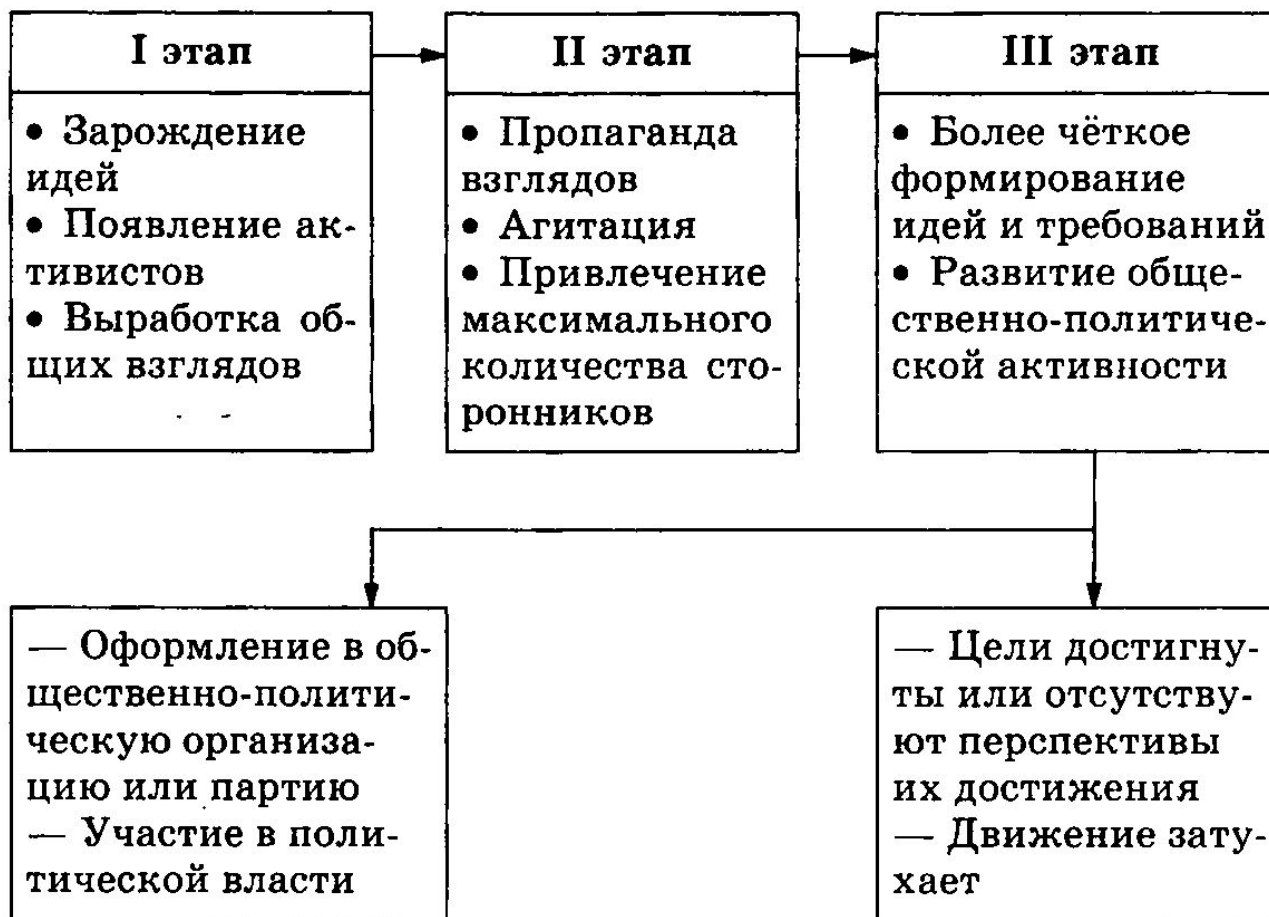 I этап
• Зарождение
идей
• Появление ак-
тивистов
• Выработка об-
щих взглядов
II этап
• Пропаганда
взглядов
• Агитация
• Привлечение
максимального
количества сто-
ронников
III этап
• Более чёткое
формирование
идей и требований
• Развитие обще-
ственно-политиче-
ской активности
— Оформление в об-
щественно-полити-
ческую организа-
цию или партию
— Участие в поли-
тической власти
— Цели достигну-
ты или отсутству-
ют перспективы
их достижения
— Движение зату-
хает